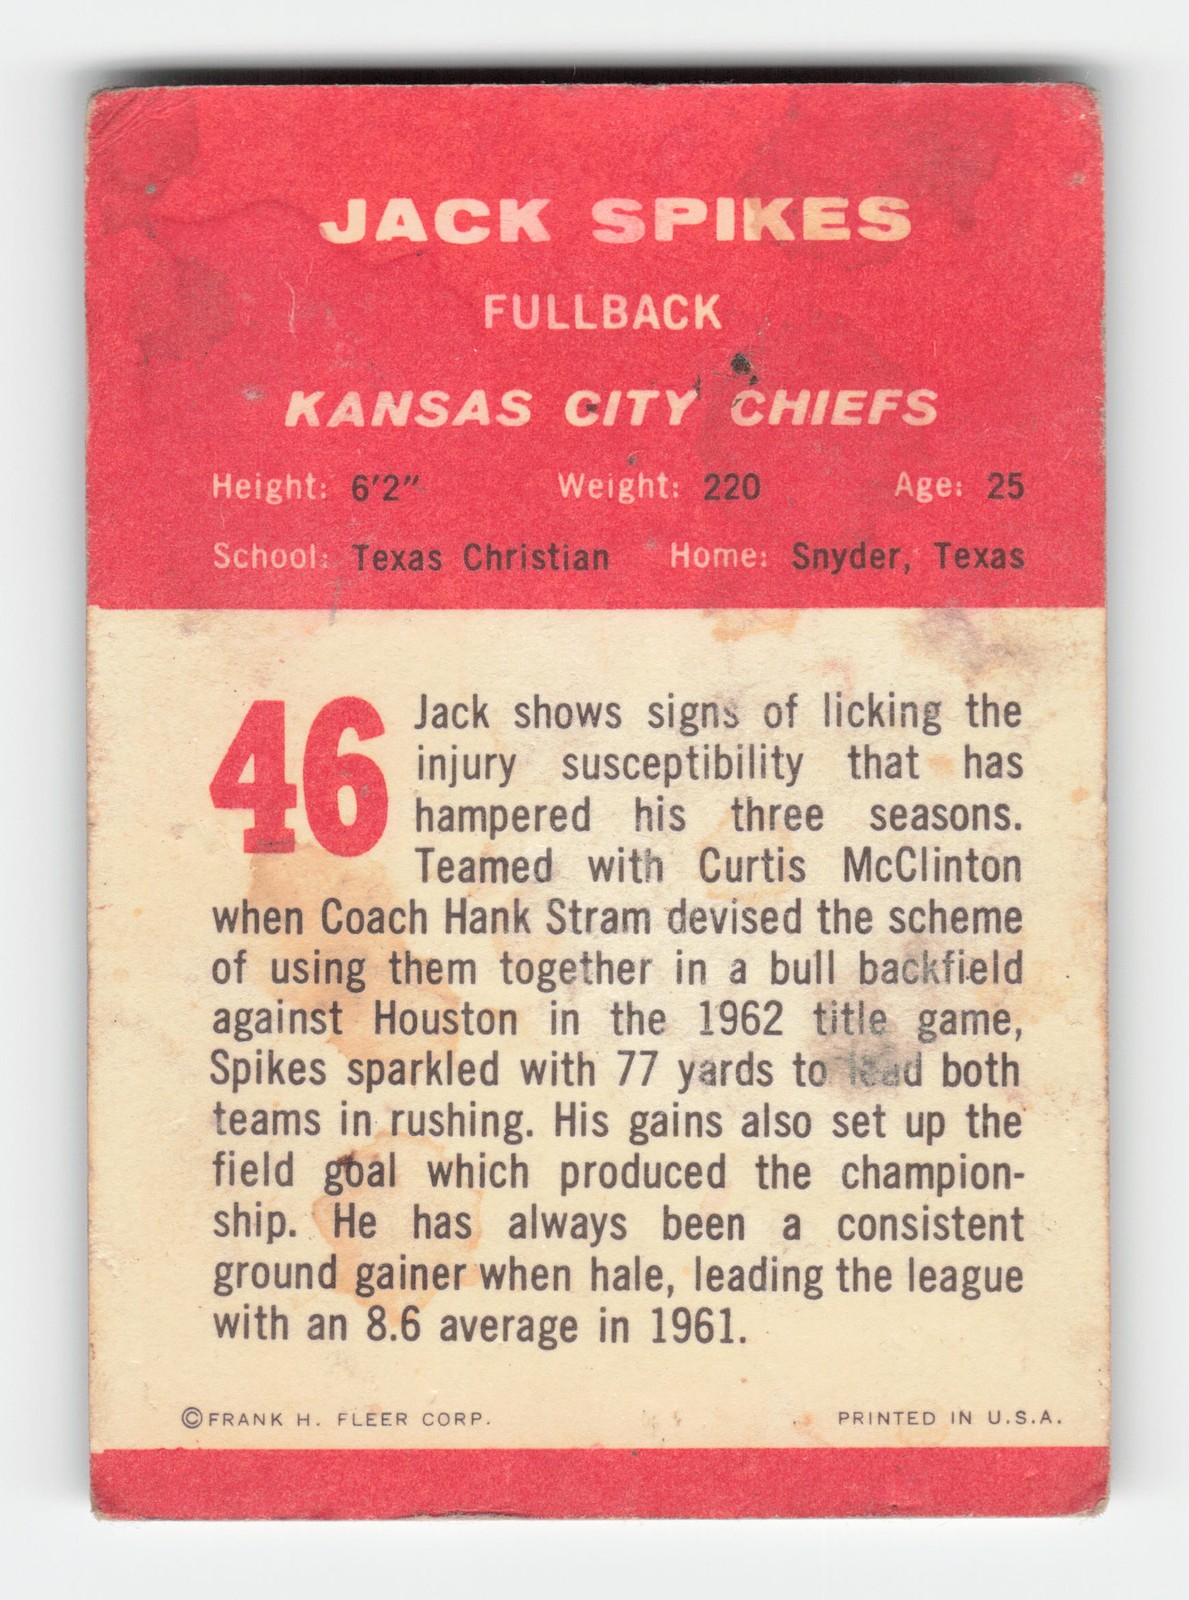 JACK SPIKES
FULLBACK
KANSAS CITY CHIEFS
Height: 6'2" Weight: 220 Age: 25
School: Texas Christian Home: Snyder, Texas
46
Jack shows signs of licking the
injury susceptibility that has
hampered his three seasons.
Teamed with Curtis McClinton
when Coach Hank Stram devised the scheme
of using them together in a bull backfield
against Houston in the 1962 title game,
Spikes sparkled with 77 yards to lead both
teams in rushing. His gains also set up the
field goal which produced the champion-
ship. He has always been a consistent
ground gainer when hale, leading the league
with an 8.6 average in 1961.
©FRANK H. FLEER CORP. PRINTED IN U.S.A.